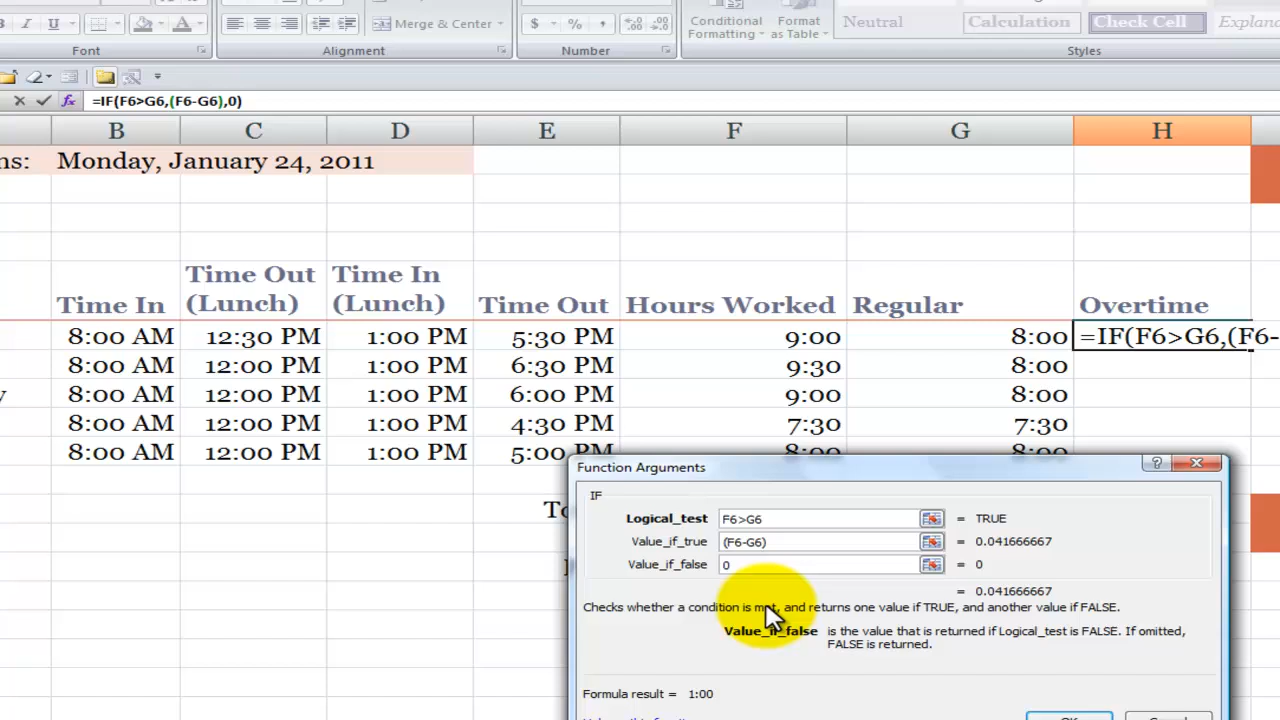 B I U
Merge & Center
$ % ,
Conditional Formatting
Format as Table
Neutral
Calculation
Check Cell
Font
Alignment
Number
Styles
=IF(F6>G6,(F6-G6),0)
B C D E F G H
ns: Monday, January 24, 2011
Time In
Time Out (Lunch)
Time In (Lunch)
Time Out
Hours Worked
Regular
Overtime
8:00 AM 12:30 PM 1:00 PM 5:30 PM 9:00 8:00 =IF(F6>G6,(F6-
8:00 AM 12:00 PM 1:00 PM 6:30 PM 9:30 8:00
y 8:00 AM 12:00 PM 1:00 PM 6:00 PM 9:00 8:00
8:00 AM 12:00 PM 1:00 PM 4:30 PM 7:30 7:30
8:00 AM 12:00 PM 1:00 PM 5:00 PM 8:00 8:00
Function Arguments
IF
Logical_test F6>G6 = TRUE
Value_if_true (F6-G6) = 0.041666667
Value_if_false 0 = 0
= 0.041666667
Checks whether a condition is met, and returns one value if TRUE, and another value if FALSE.
Value_if_false is the value that is returned if Logical_test is FALSE. If omitted,
FALSE is returned.
Formula result = 1:00